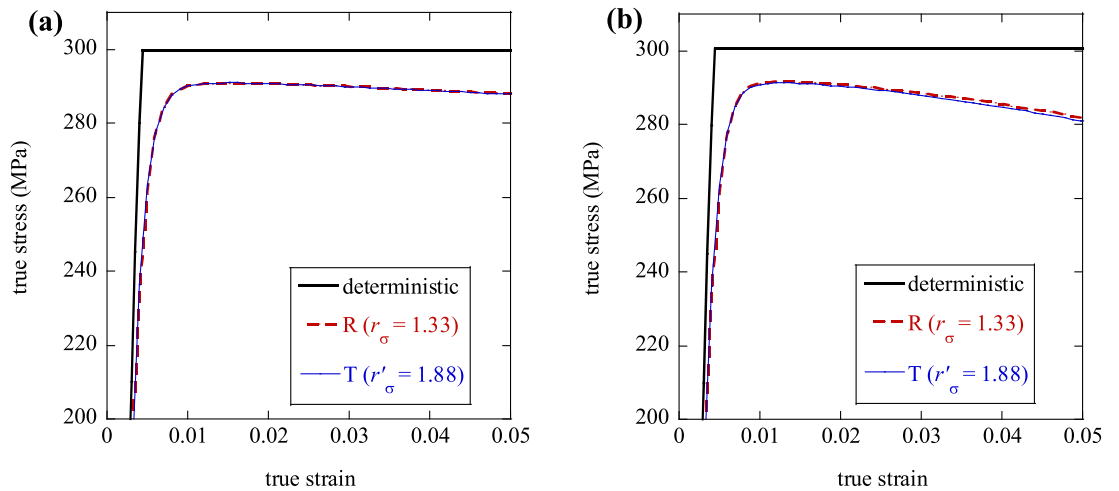 (a)
300
280
260
240
220
200
0
0.01
0.02
0.03
0.04
0.05
true stress (MPa)
true strain
deterministic
R (rσ = 1.33)
T (r′σ = 1.88)
(b)
300
280
260
240
220
200
0
0.01
0.02
0.03
0.04
0.05
true stress (MPa)
true strain
deterministic
R (rσ = 1.33)
T (r′σ = 1.88)